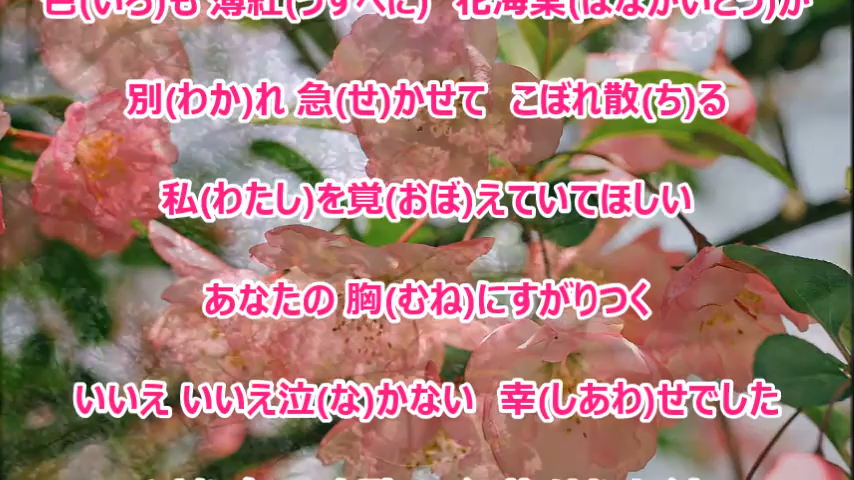 色(いろ)も 薄紅(うすべに) 花海棠(はなかいどう)が
別(わか)れ 急(せ)かせて こぼれ散(ち)る
私(わたし)を覚(おぼ)えていてほしい
あなたの 胸(むね)にすがりつく
いいえ いいえ泣(な)かない 幸(しあわ)せでした